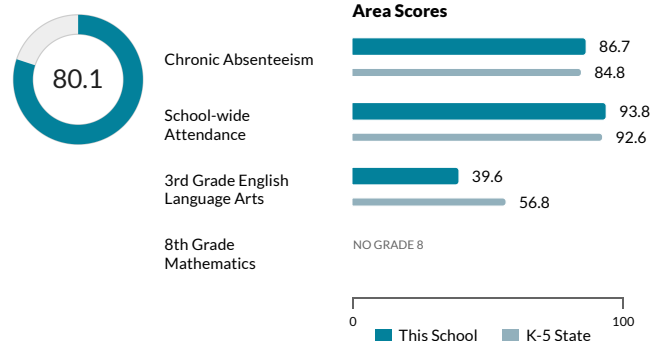 80.1
Area Scores
Chronic Absenteeism
86.7
84.8
School-wide
Attendance
93.8
92.6
3rd Grade English
Language Arts
39.6
56.8
8th Grade
Mathematics
NO GRADE 8
0
100
This School
K-5 State